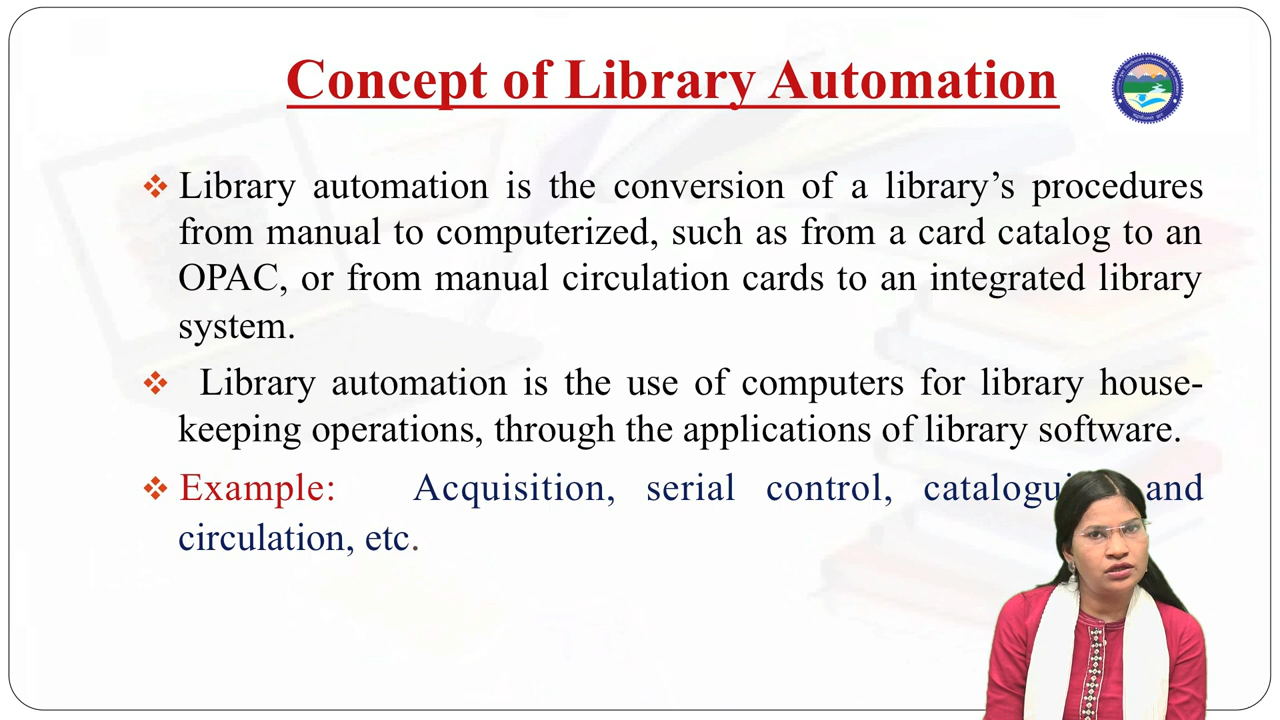 Concept of Library Automation
Library automation is the conversion of a library’s procedures
from manual to computerized, such as from a card catalog to an
OPAC, or from manual circulation cards to an integrated library
system.
Library automation is the use of computers for library house-
keeping operations, through the applications of library software.
Example: Acquisition, serial control, and
circulation, etc.